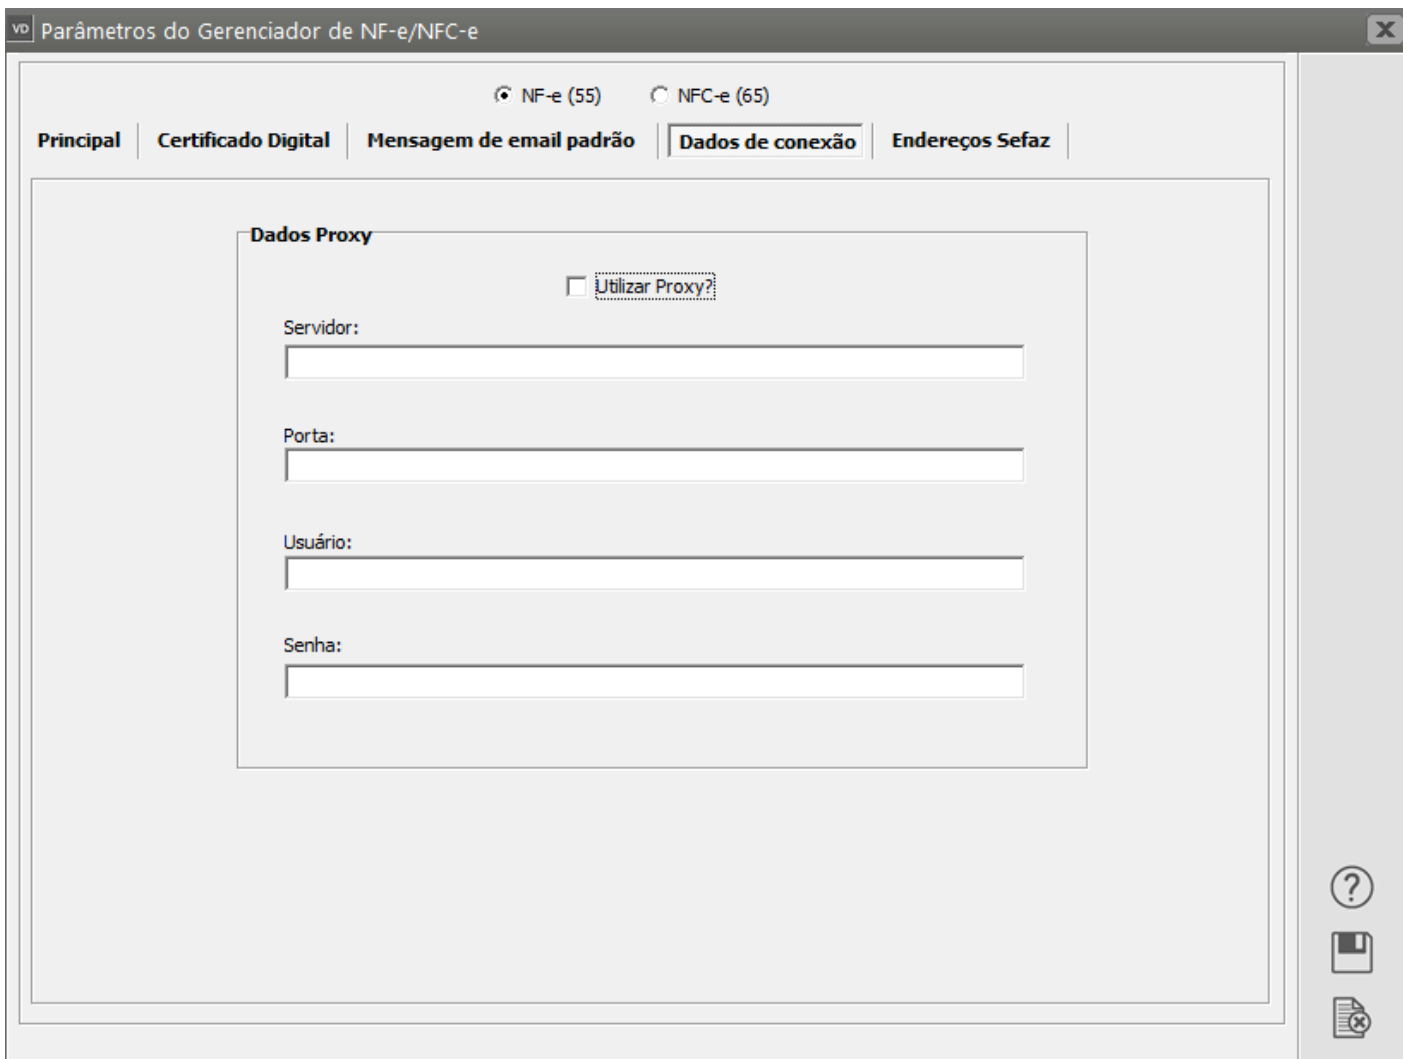 VD Parâmetros do Gerenciador de NF-e/NFC-e X
NF-e (55) NFC-e (65)
Principal Certificado Digital Mensagem de email padrão Dados de conexão Endereços Sefaz
Dados Proxy
Utilizar Proxy?
Servidor:
Porta:
Usuário:
Senha:
?